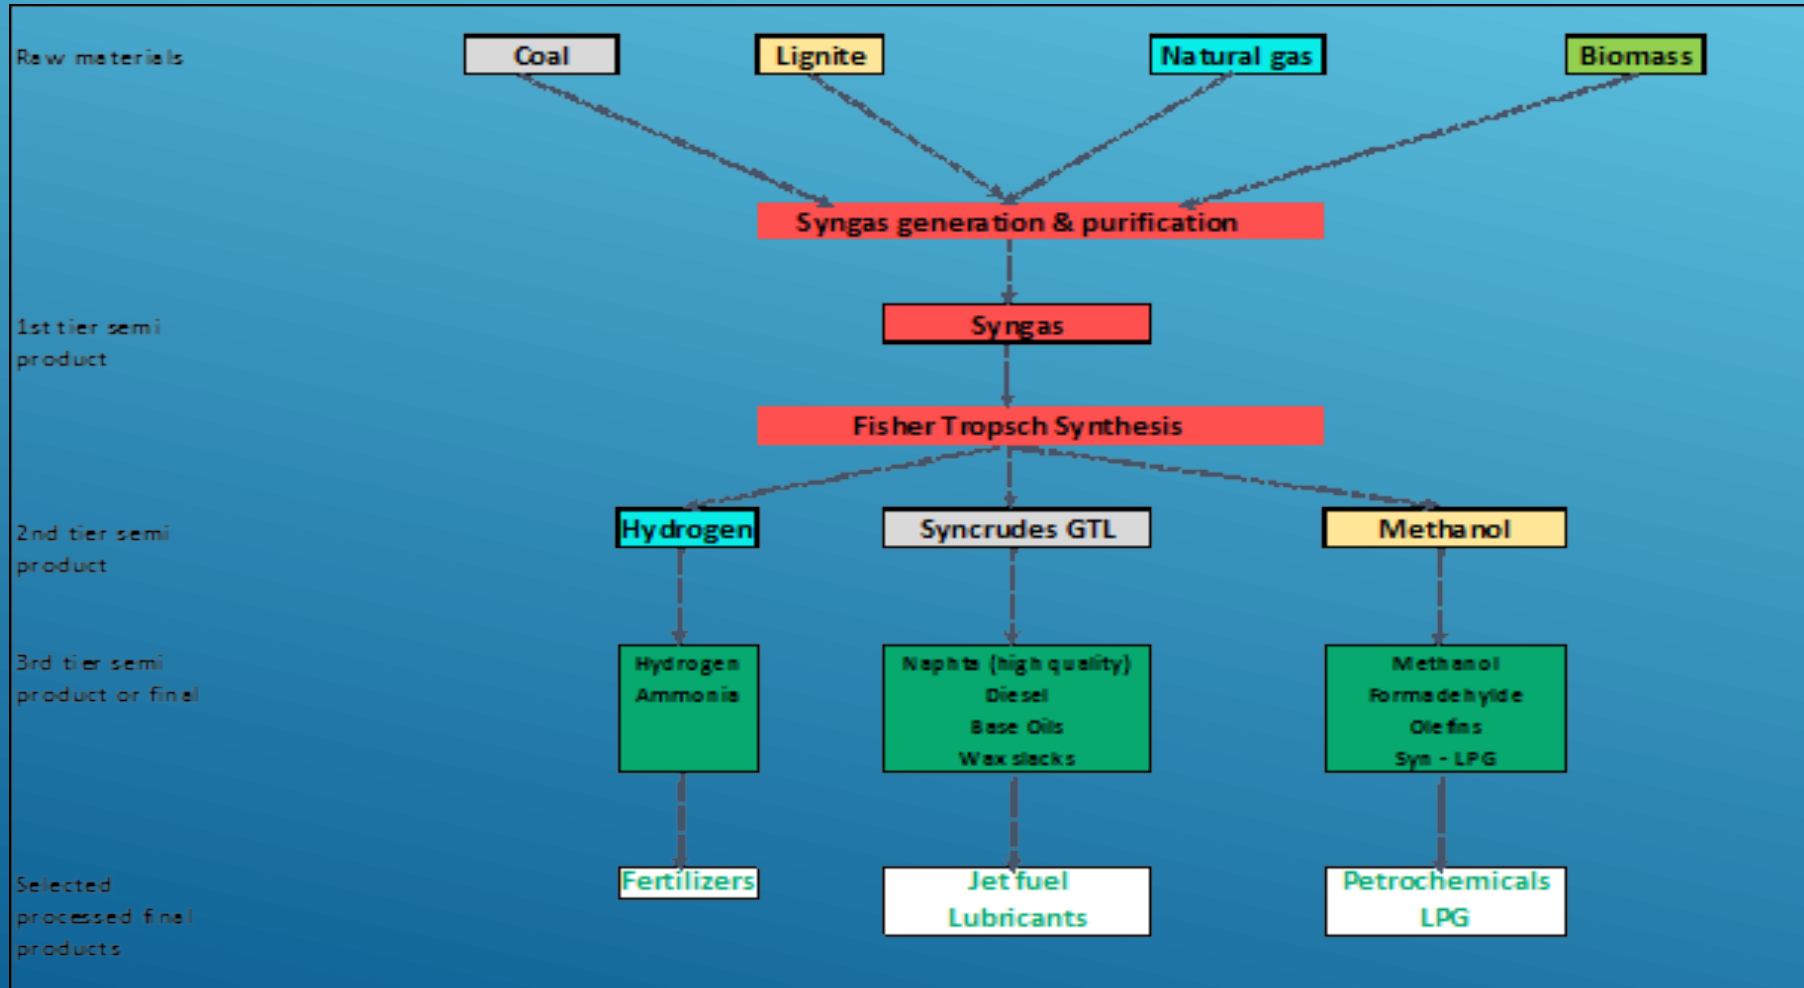 Raw materials
Coal
Lignite
Natural gas
Biomass
Syngas generation & purification
1st tier semi
product
Syngas
Fisher Tropsch Synthesis
2nd tier semi
product
Hydrogen
Syncrudes GTL
Methanol
3rd tier semi
product or final
Hydrogen
Ammonia
Naphta (high quality)
Diesel
Base Oils
Wax slacks
Methanol
Formadehylde
Olefins
Syn - LPG
Selected
processed final
products
Fertilizers
Jet fuel
Lubricants
Petrochemicals
LPG